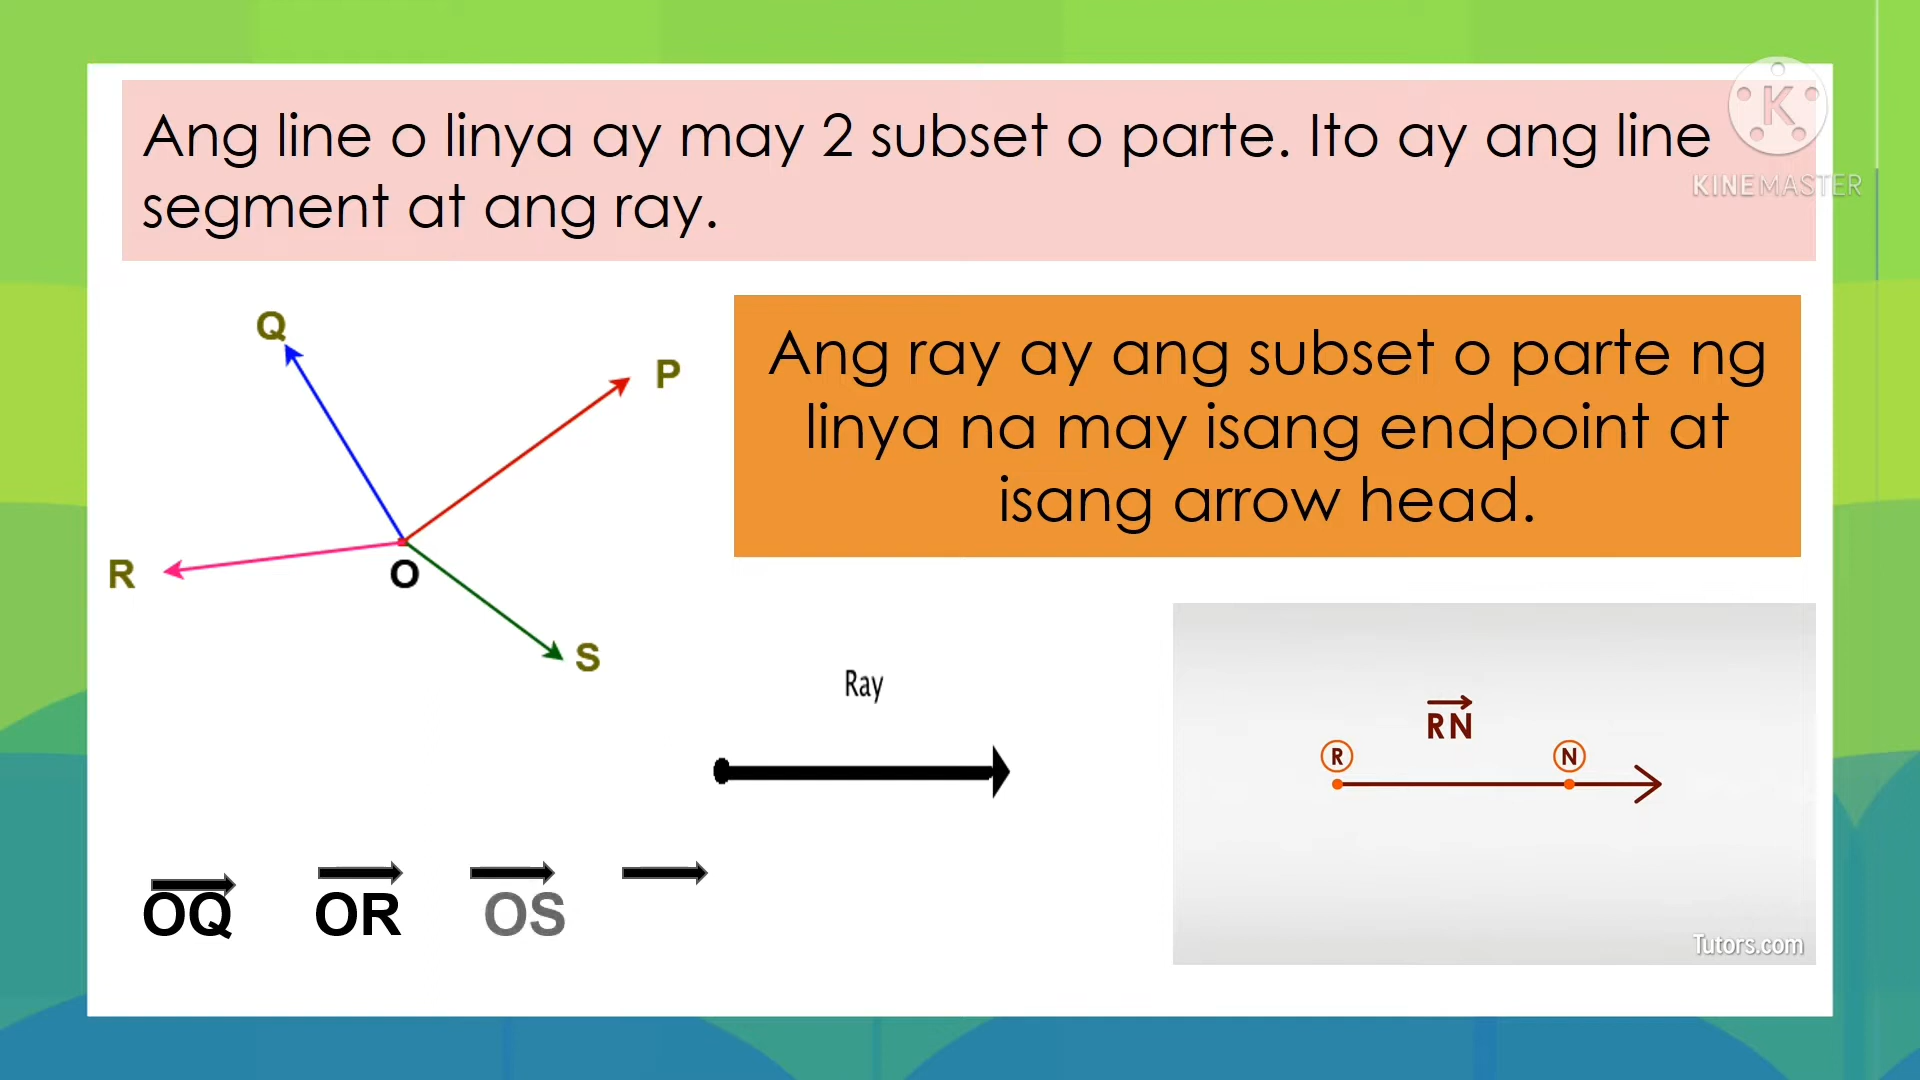 Ang line o linya ay may 2 subset o parte. Ito ay ang line
segment at ang ray.
K
KINEMASTER
Q
P
R
O
S
Ang ray ay ang subset o parte ng
linya na may isang endpoint at
isang arrow head.
Ray
RN
R
N
OQ OR OS
Tutors.com